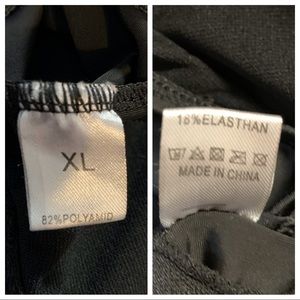 XL
82%POLYAMID
18%ELASTHAN
MADE IN CHINA